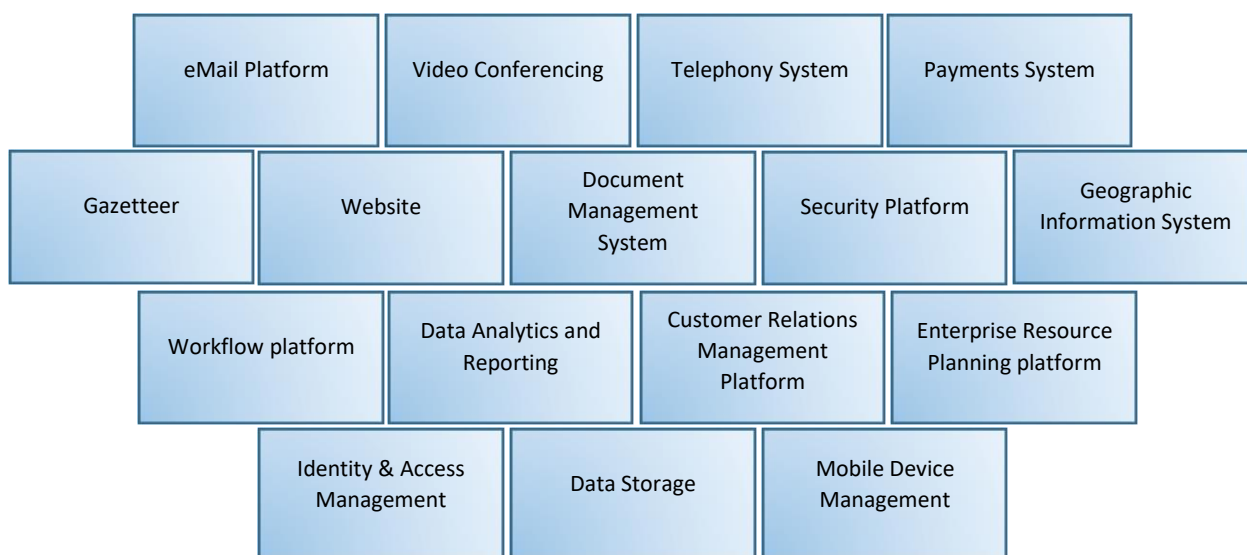 eMail Platform
Video Conferencing
Telephony System
Payments System
Gazetteer
Website
Document
Management
System
Security Platform
Geographic
Information System
Workflow platform
Data Analytics and
Reporting
Customer Relations
Management
Platform
Enterprise Resource
Planning platform
Identity & Access
Management
Data Storage
Mobile Device
Management